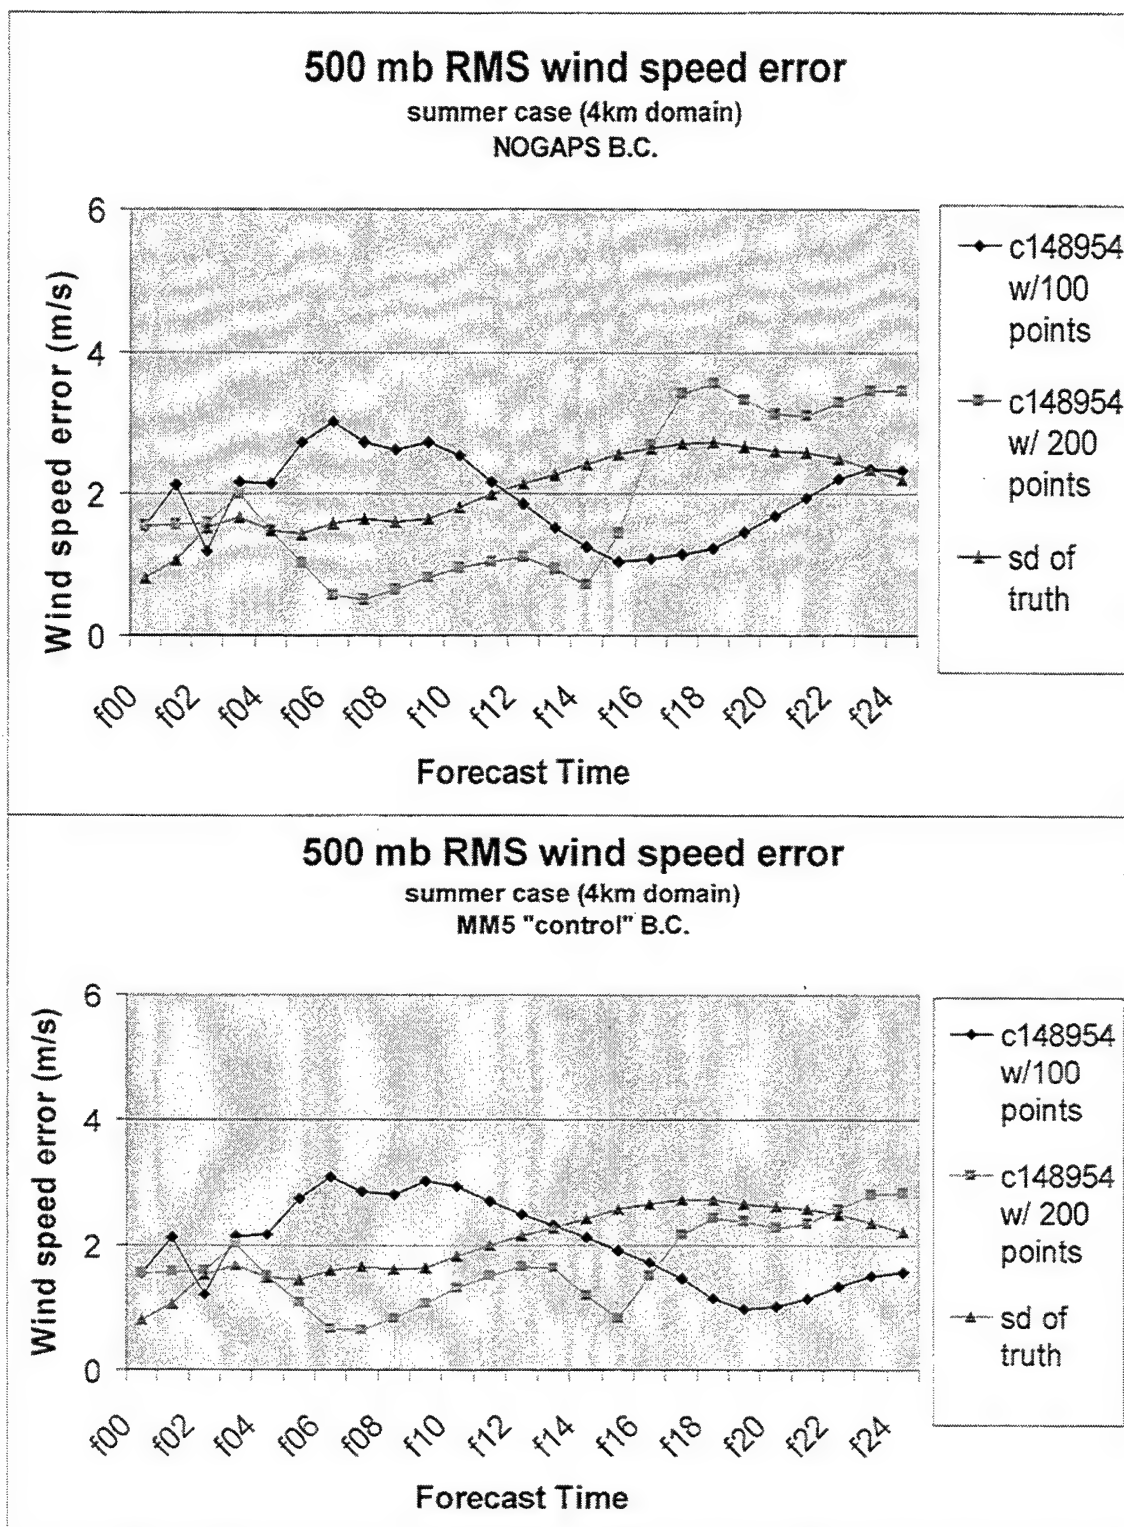 500 mb RMS wind speed error
summer case (4km domain)
NOGAPS B.C.
Wind speed error (m/s)
6
4
2
0
f00
f02
f04
f06
f08
f10
f12
f14
f16
f18
f20
f22
f24
Forecast Time
c148954
w/100
points
c148954
w/ 200
points
sd of
truth
500 mb RMS wind speed error
summer case (4km domain)
MM5 "control" B.C.
Wind speed error (m/s)
6
4
2
0
f00
f02
f04
f06
f08
f10
f12
f14
f16
f18
f20
f22
f24
Forecast Time
c148954
w/100
points
c148954
w/ 200
points
sd of
truth